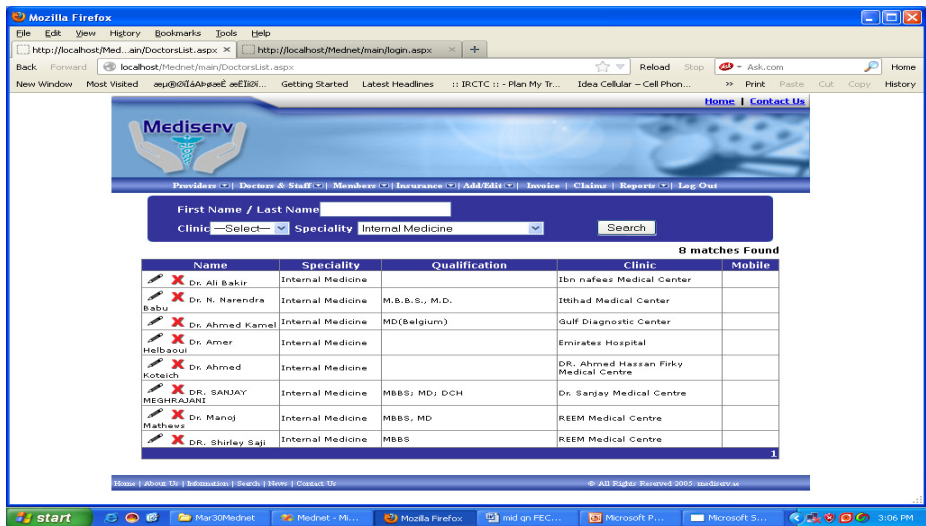 Mozilla Firefox
File Edit View History Bookmarks Tools Help
http://localhost/Med...ain/DoctorsList.aspx × http://localhost/Mednet/main/login.aspx × +
Back Forward localhost/Mednet/main/DoctorsList.aspx Reload Stop Ask.com Home
New Window Most Visited Getting Started Latest Headlines :: IRCTC :: - Plan My Tr... Idea Cellular – Cell Phon... » Print Paste Cut Copy History
Home | Contact Us
Mediserv
Providers | Doctors & Staff | Members | Insurance | Add/Edit | Invoice | Claims | Reports | Log Out
First Name / Last Name
Clinic —Select— Speciality Internal Medicine Search
8 matches Found
Name Speciality Qualification Clinic Mobile
Dr. Ali Bakir Internal Medicine Ibn nafees Medical Center
Dr. N. Narendra Babu Internal Medicine M.B.B.S., M.D. Ittihad Medical Center
Dr. Ahmed Kamel Internal Medicine MD(Belgium) Gulf Diagnostic Center
Dr. Amer Helbaoui Internal Medicine Emirates Hospital
Dr. Ahmed Koteich Internal Medicine DR. Ahmed Hassan Firky Medical Centre
DR. SANJAY MEGHRAJANI Internal Medicine MBBS; MD; DCH Dr. Sanjay Medical Centre
Dr. Manoj Mathews Internal Medicine MBBS, MD REEM Medical Centre
DR. Shirley Saji Internal Medicine MBBS REEM Medical Centre
1
Home | About Us | Information | Search | News | Contact Us © All Rights Reserved 2005. mediserv.ae
start Mar30Mednet Mednet - Mi... Mozilla Firefox mid qn FEC... Microsoft P... Microsoft S... 3:06 PM